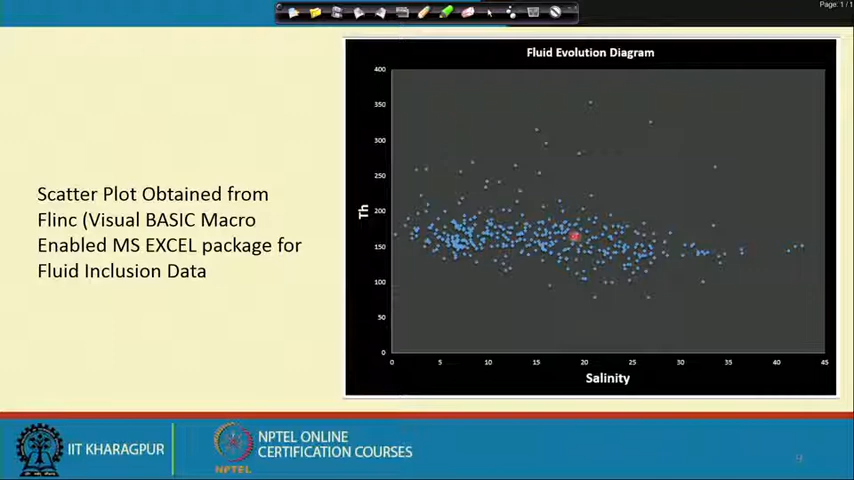 Page: 1 / 1
Fluid Evolution Diagram
Scatter Plot Obtained from
Flinc (Visual BASIC Macro
Enabled MS EXCEL package for
Fluid Inclusion Data
Th
400
350
300
250
200
150
100
50
0
0 5 10 15 20 25 30 35 40 45
Salinity
IIT KHARAGPUR
NPTEL
NPTEL ONLINE
CERTIFICATION COURSES
9